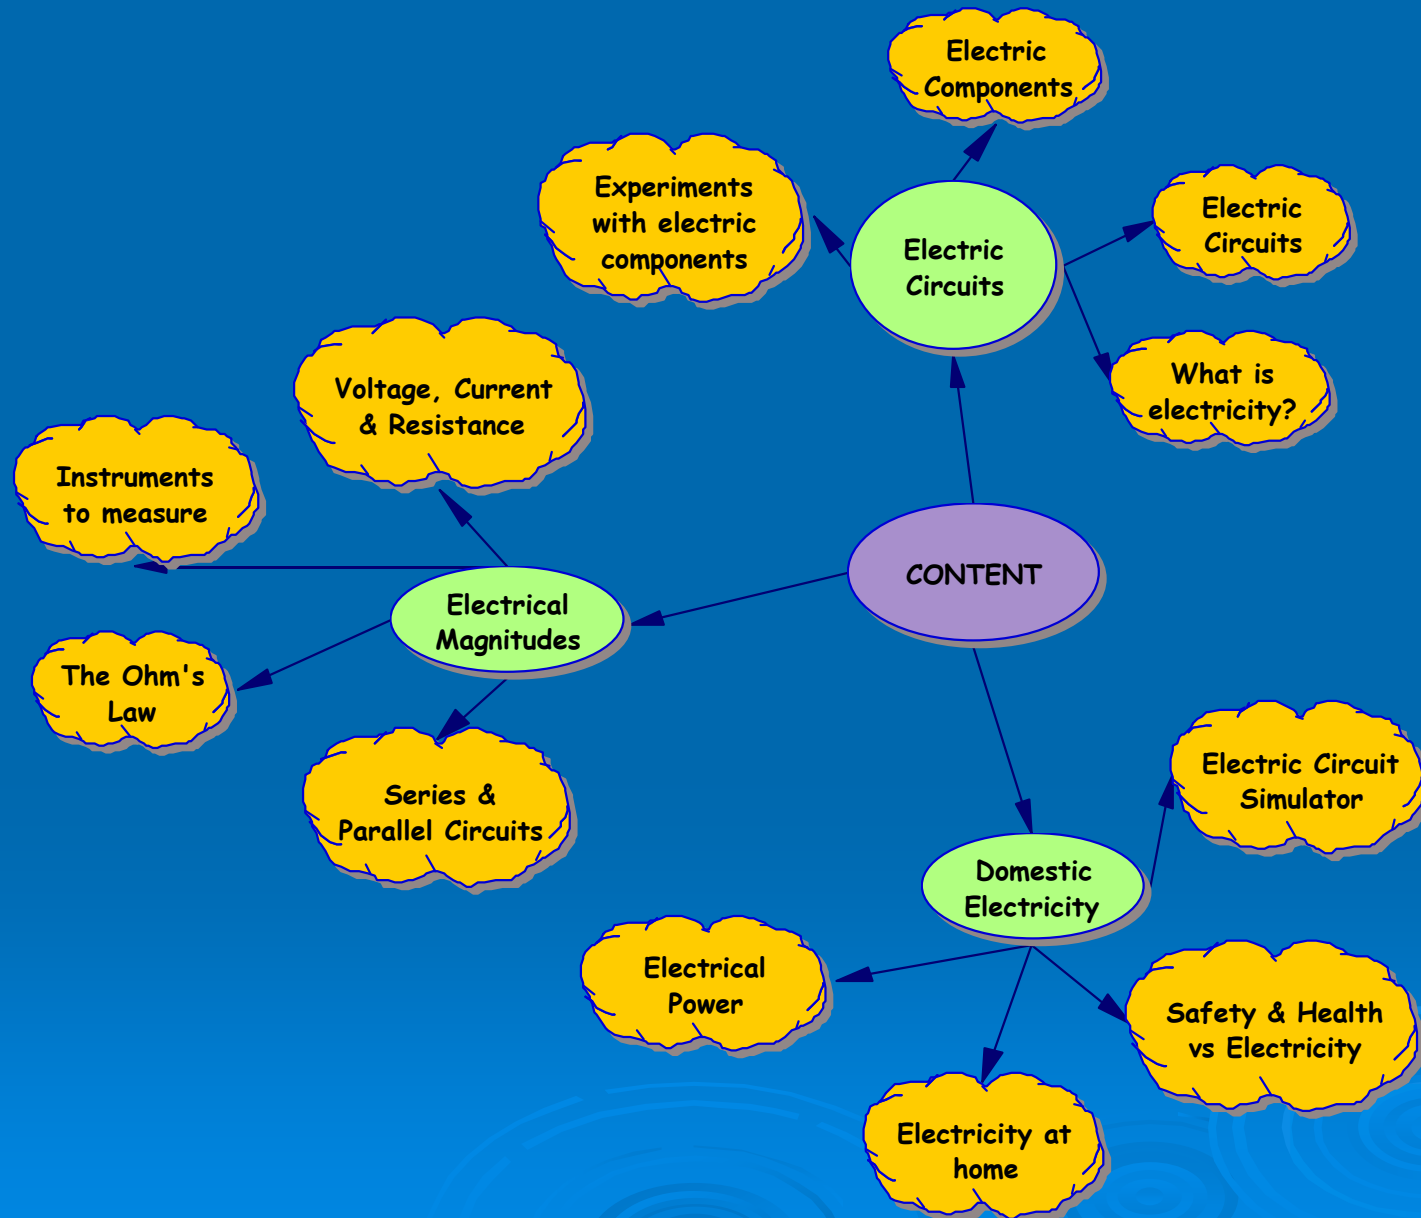 Electric
Components
Experiments
with electric
components
Electric
Circuits
Electric
Circuits
What is
electricity?
Voltage, Current
& Resistance
Instruments
to measure
CONTENT
Electrical
Magnitudes
The Ohm's
Law
Series &
Parallel Circuits
Electric Circuit
Simulator
Domestic
Electricity
Electrical
Power
Safety & Health
vs Electricity
Electricity at
home